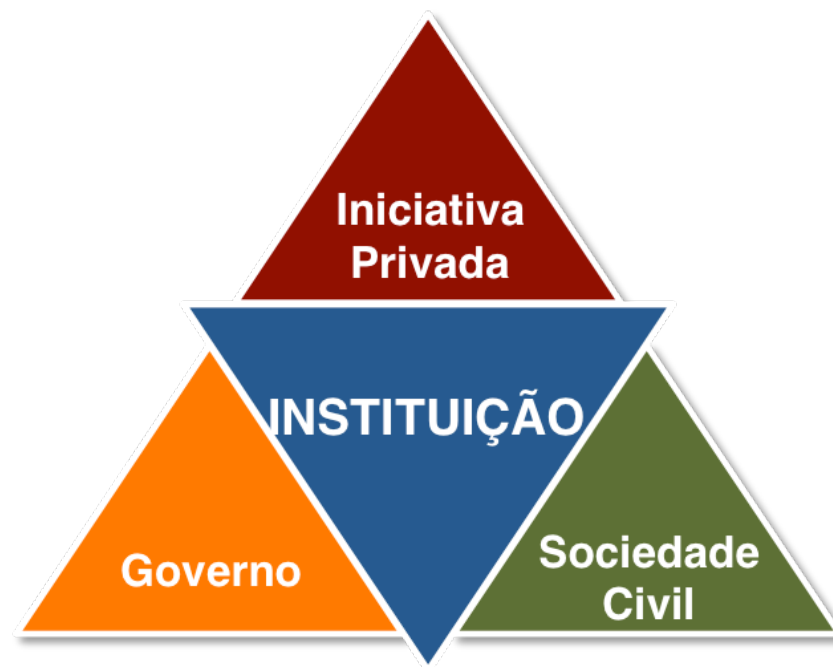 Iniciativa
Privada
INSTITUIÇÃO
Governo
Sociedade
Civil